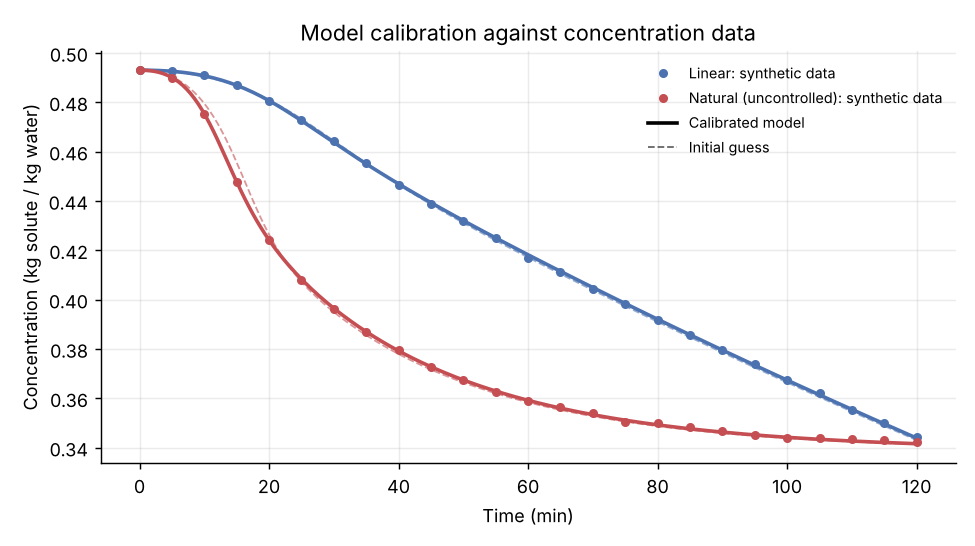 Model calibration against concentration data
Concentration (kg solute / kg water)
0.50
0.48
0.46
0.44
0.42
0.40
0.38
0.36
0.34
Linear: synthetic data
Natural (uncontrolled): synthetic data
Calibrated model
Initial guess
0 20 40 60 80 100 120
Time (min)